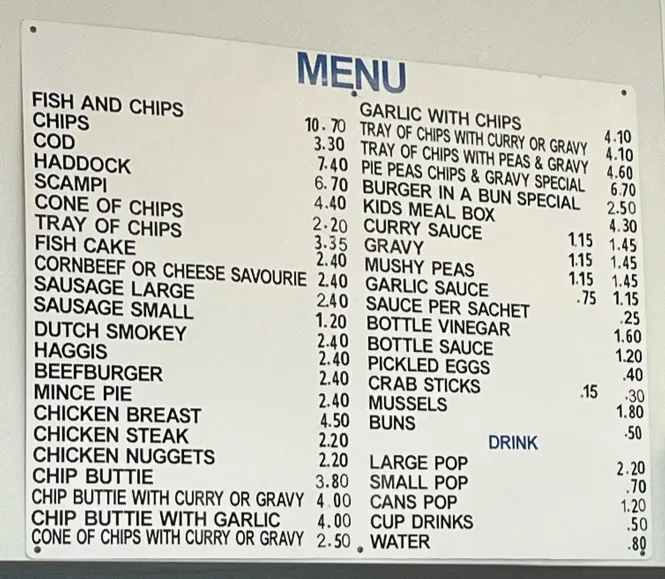 MENU
FISH AND CHIPS 10.70
CHIPS 3.30
COD 7.40
HADDOCK 6.70
SCAMPI 4.40
CONE OF CHIPS 2.20
TRAY OF CHIPS 3.35
FISH CAKE 2.40
CORNBEEF OR CHEESE SAVOURIE 2.40
SAUSAGE LARGE 2.40
SAUSAGE SMALL 1.20
DUTCH SMOKEY 2.40
HAGGIS 2.40
BEEFBURGER 2.40
MINCE PIE 2.40
CHICKEN BREAST 4.50
CHICKEN STEAK 2.20
CHICKEN NUGGETS 2.20
CHIP BUTTIE 3.80
CHIP BUTTIE WITH CURRY OR GRAVY 4.00
CHIP BUTTIE WITH GARLIC 4.00
CONE OF CHIPS WITH CURRY OR GRAVY 2.50
GARLIC WITH CHIPS 4.10
TRAY OF CHIPS WITH CURRY OR GRAVY 4.10
TRAY OF CHIPS WITH PEAS & GRAVY 4.60
PIE PEAS CHIPS & GRAVY SPECIAL 6.70
BURGER IN A BUN SPECIAL 2.50
KIDS MEAL BOX 4.30
CURRY SAUCE 1.15 1.45
GRAVY 1.15 1.45
MUSHY PEAS 1.15 1.45
GARLIC SAUCE .75 1.15
SAUCE PER SACHET .25
BOTTLE VINEGAR 1.60
BOTTLE SAUCE 1.20
PICKLED EGGS .40
CRAB STICKS .15 .30
MUSSELS 1.80
BUNS .50
DRINK
LARGE POP 2.20
SMALL POP .70
CANS POP 1.20
CUP DRINKS .50
WATER .80